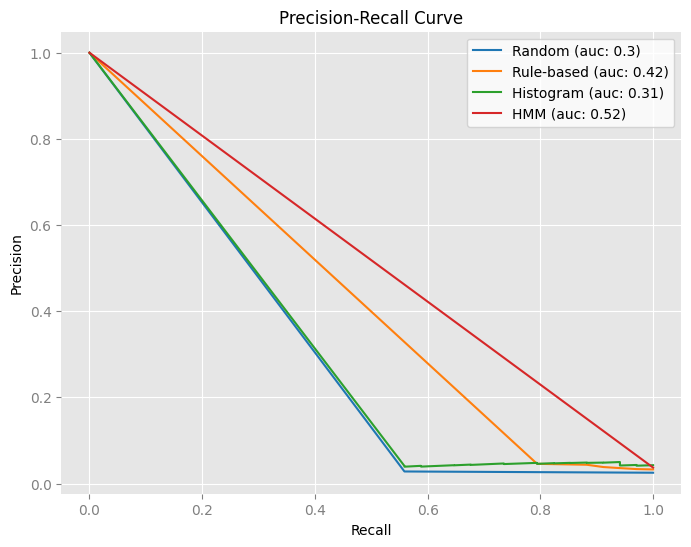 Precision-Recall Curve
Random (auc: 0.3)
Rule-based (auc: 0.42)
Histogram (auc: 0.31)
HMM (auc: 0.52)
Precision
1.0
0.8
0.6
0.4
0.2
0.0
0.0 0.2 0.4 0.6 0.8 1.0
Recall